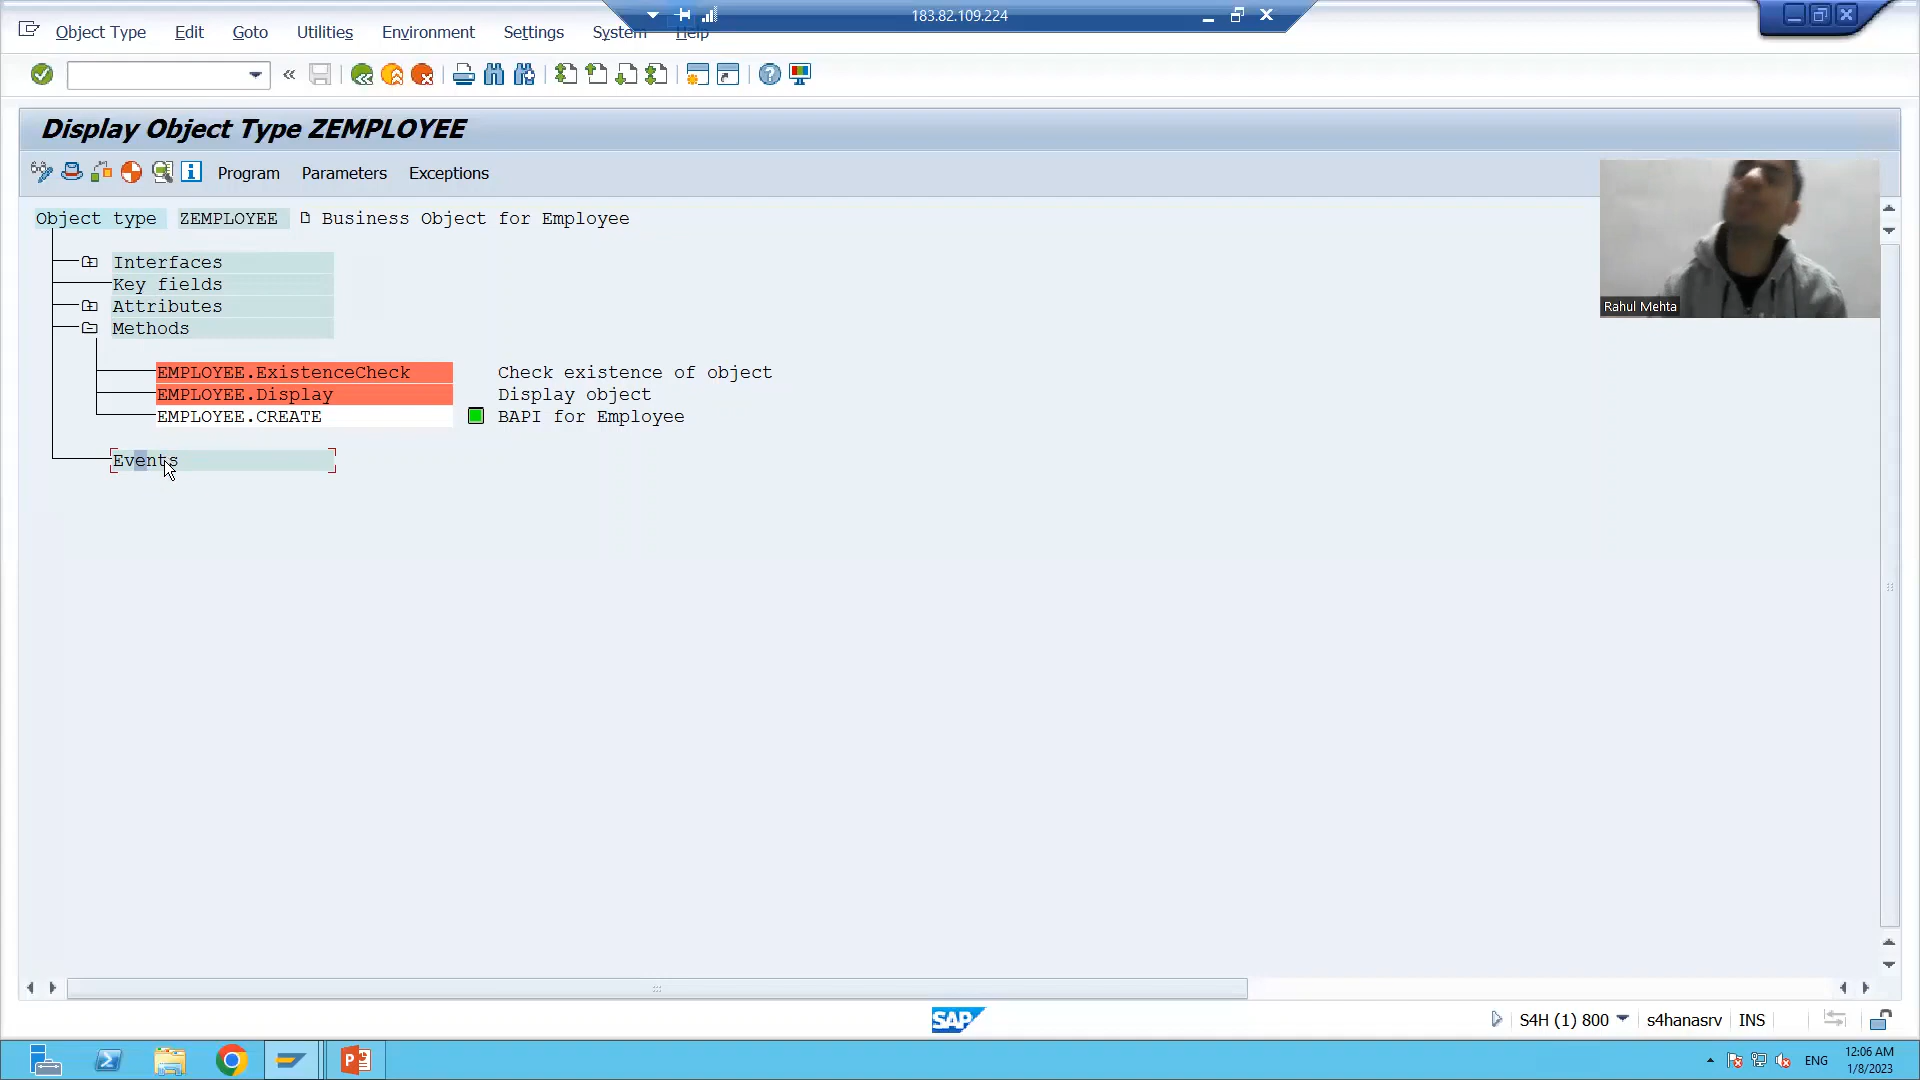 183.82.109.224
Object Type Edit Goto Utilities Environment Settings System Help
Display Object Type ZEMPLOYEE
Program Parameters Exceptions
Object type ZEMPLOYEE Business Object for Employee
Interfaces
Key fields
Attributes
Methods
EMPLOYEE.ExistenceCheck Check existence of object
EMPLOYEE.Display Display object
EMPLOYEE.CREATE BAPI for Employee
Events
Rahul Mehta
SAP
S4H (1) 800 s4hanasrv INS
ENG
12:06 AM
1/8/2023